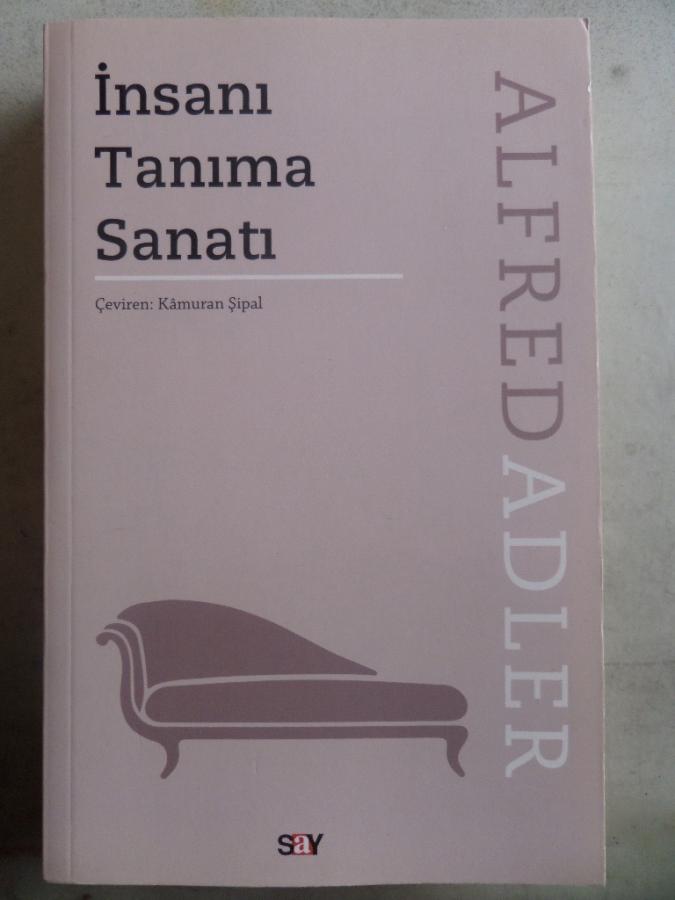 İnsanı
Tanıma
Sanatı
Çeviren: Kâmuran Şipal
ALFRED ADLER
SAY